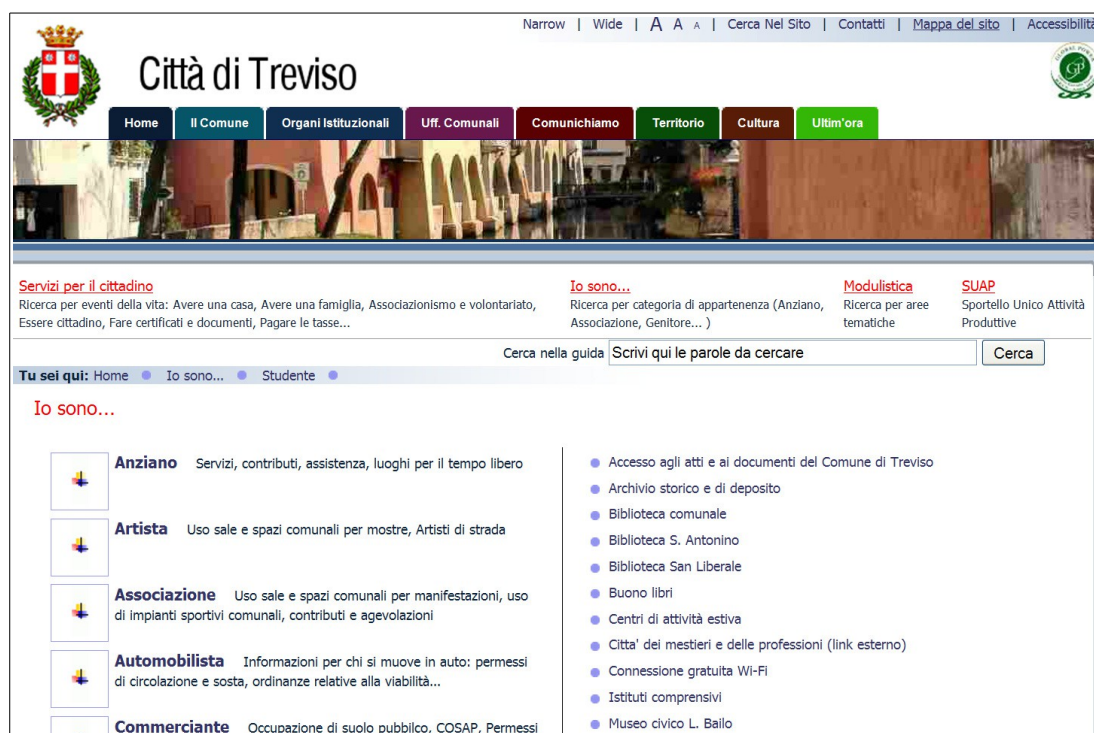 Narrow | Wide | A A A | Cerca Nel Sito | Contatti | Mappa del sito | Accessibilità
Città di Treviso
GLOBAL POWER
GP
Home Il Comune Organi Istituzionali Uff. Comunali Comunichiamo Territorio Cultura Ultim'ora
Servizi per il cittadino
Ricerca per eventi della vita: Avere una casa, Avere una famiglia, Associazionismo e volontariato,
Essere cittadino, Fare certificati e documenti, Pagare le tasse...
Io sono...
Ricerca per categoria di appartenenza (Anziano,
Associazione, Genitore... )
Modulistica
Ricerca per aree
tematiche
SUAP
Sportello Unico Attività
Produttive
Cerca nella guida Scrivi qui le parole da cercare Cerca
Tu sei qui: Home Io sono... Studente
Io sono...
Anziano Servizi, contributi, assistenza, luoghi per il tempo libero
Artista Uso sale e spazi comunali per mostre, Artisti di strada
Associazione Uso sale e spazi comunali per manifestazioni, uso
di impianti sportivi comunali, contributi e agevolazioni
Automobilista Informazioni per chi si muove in auto: permessi
di circolazione e sosta, ordinanze relative alla viabilità...
Commerciante Occupazione di suolo pubbilco, COSAP, Permessi
Accesso agli atti e ai documenti del Comune di Treviso
Archivio storico e di deposito
Biblioteca comunale
Biblioteca S. Antonino
Biblioteca San Liberale
Buono libri
Centri di attività estiva
Citta' dei mestieri e delle professioni (link esterno)
Connessione gratuita Wi-Fi
Istituti comprensivi
Museo civico L. Bailo